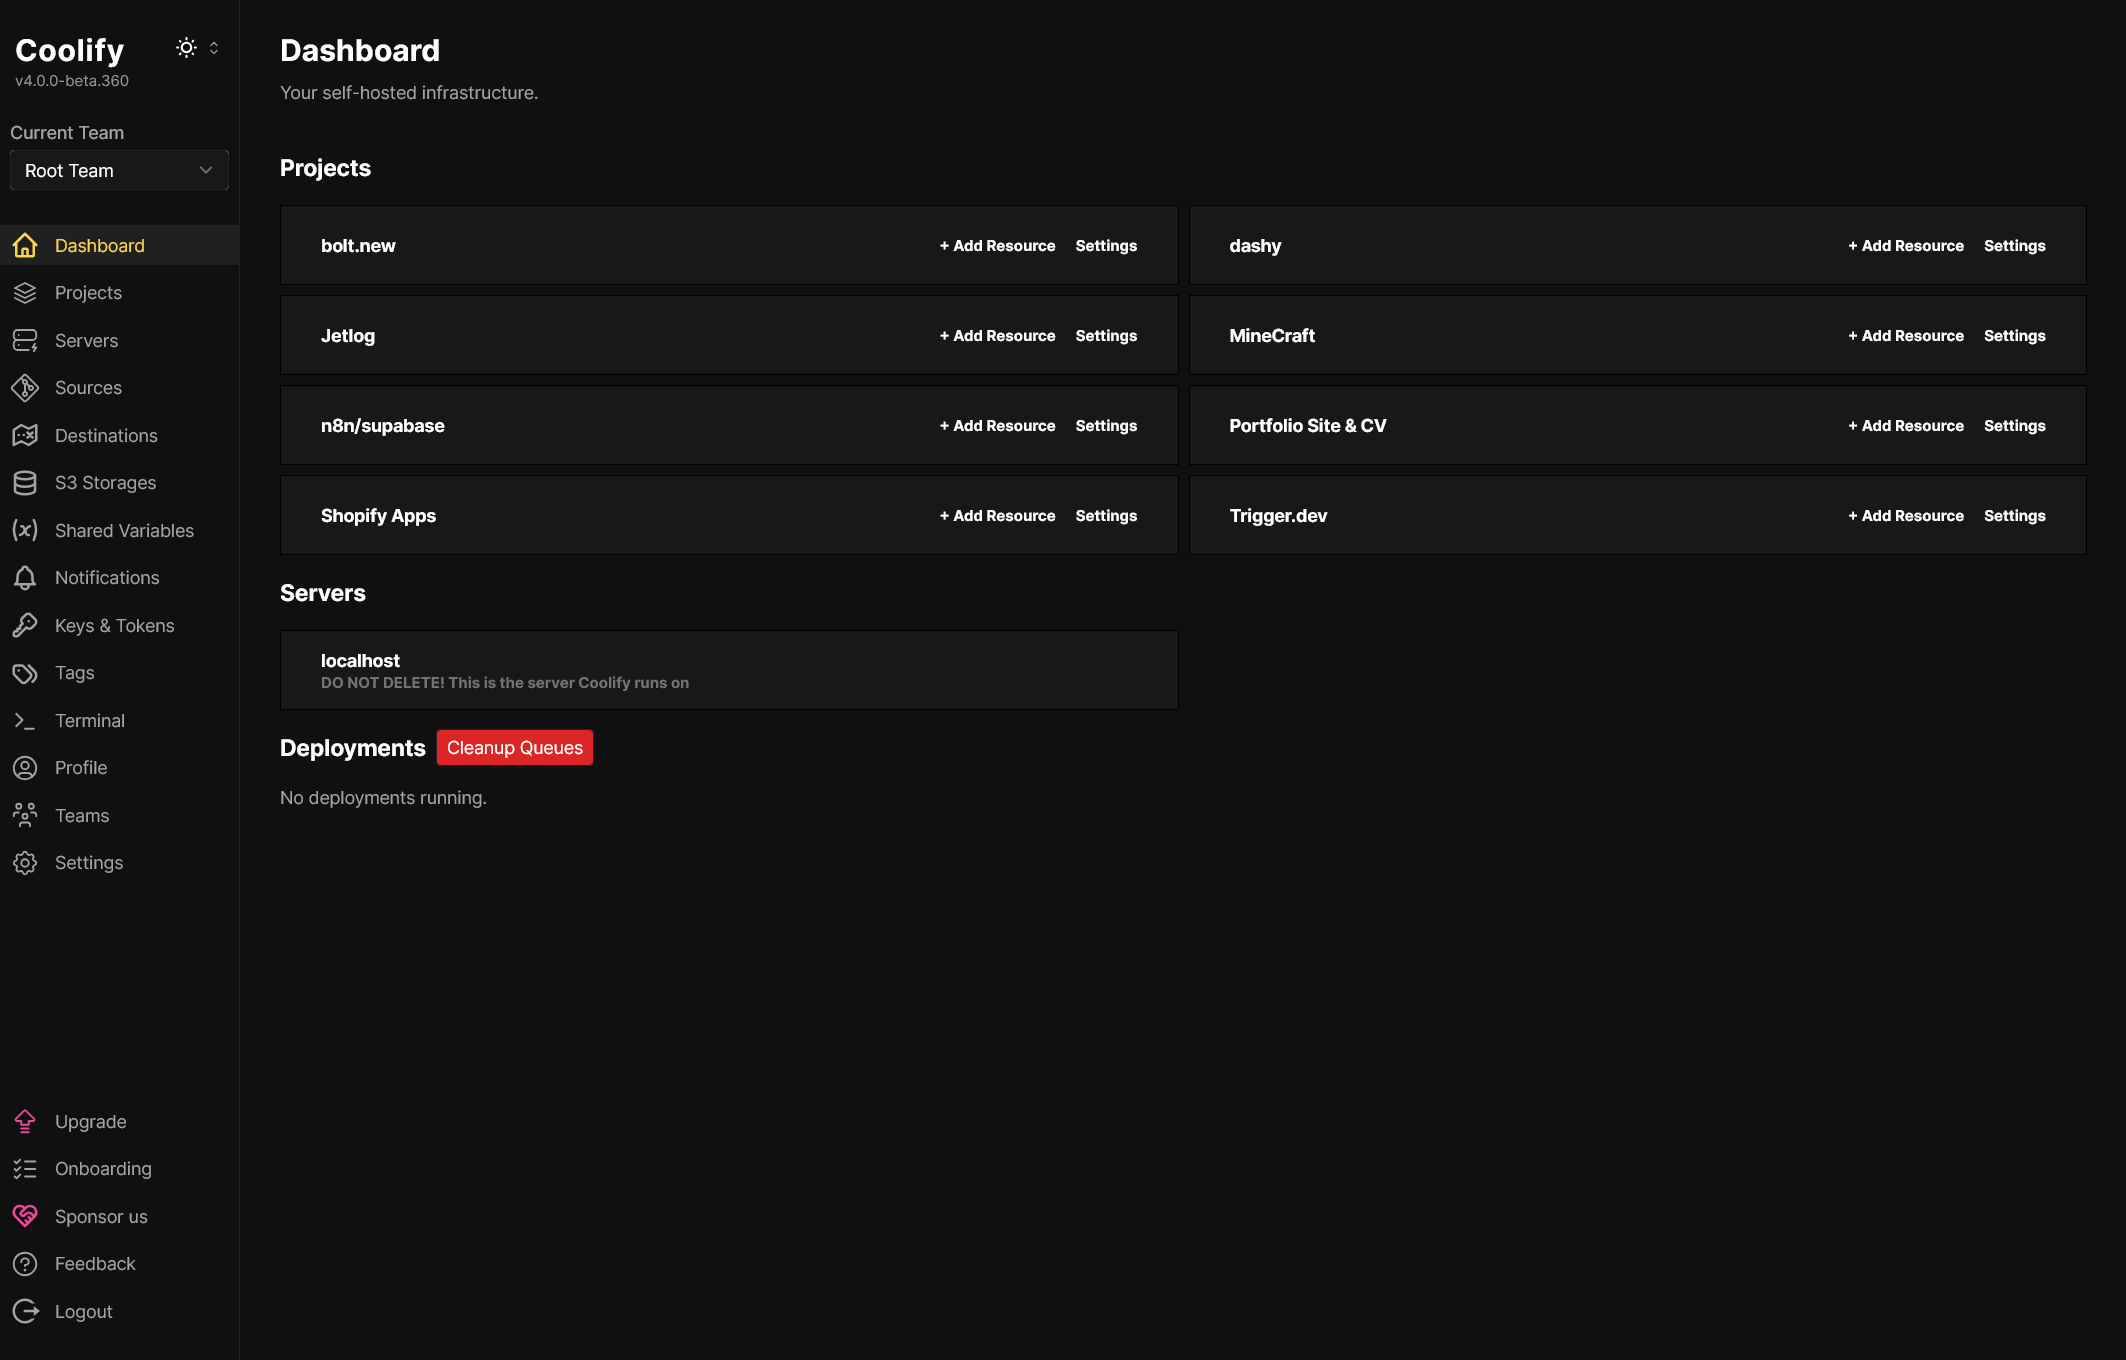 Coolify
v4.0.0-beta.360
Current Team
Root Team
Dashboard
Projects
Servers
Sources
Destinations
S3 Storages
Shared Variables
Notifications
Keys & Tokens
Tags
Terminal
Profile
Teams
Settings
Upgrade
Onboarding
Sponsor us
Feedback
Logout
Dashboard
Your self-hosted infrastructure.
Projects
bolt.new + Add Resource Settings
dashy + Add Resource Settings
Jetlog + Add Resource Settings
MineCraft + Add Resource Settings
n8n/supabase + Add Resource Settings
Portfolio Site & CV + Add Resource Settings
Shopify Apps + Add Resource Settings
Trigger.dev + Add Resource Settings
Servers
localhost
DO NOT DELETE! This is the server Coolify runs on
Deployments Cleanup Queues
No deployments running.